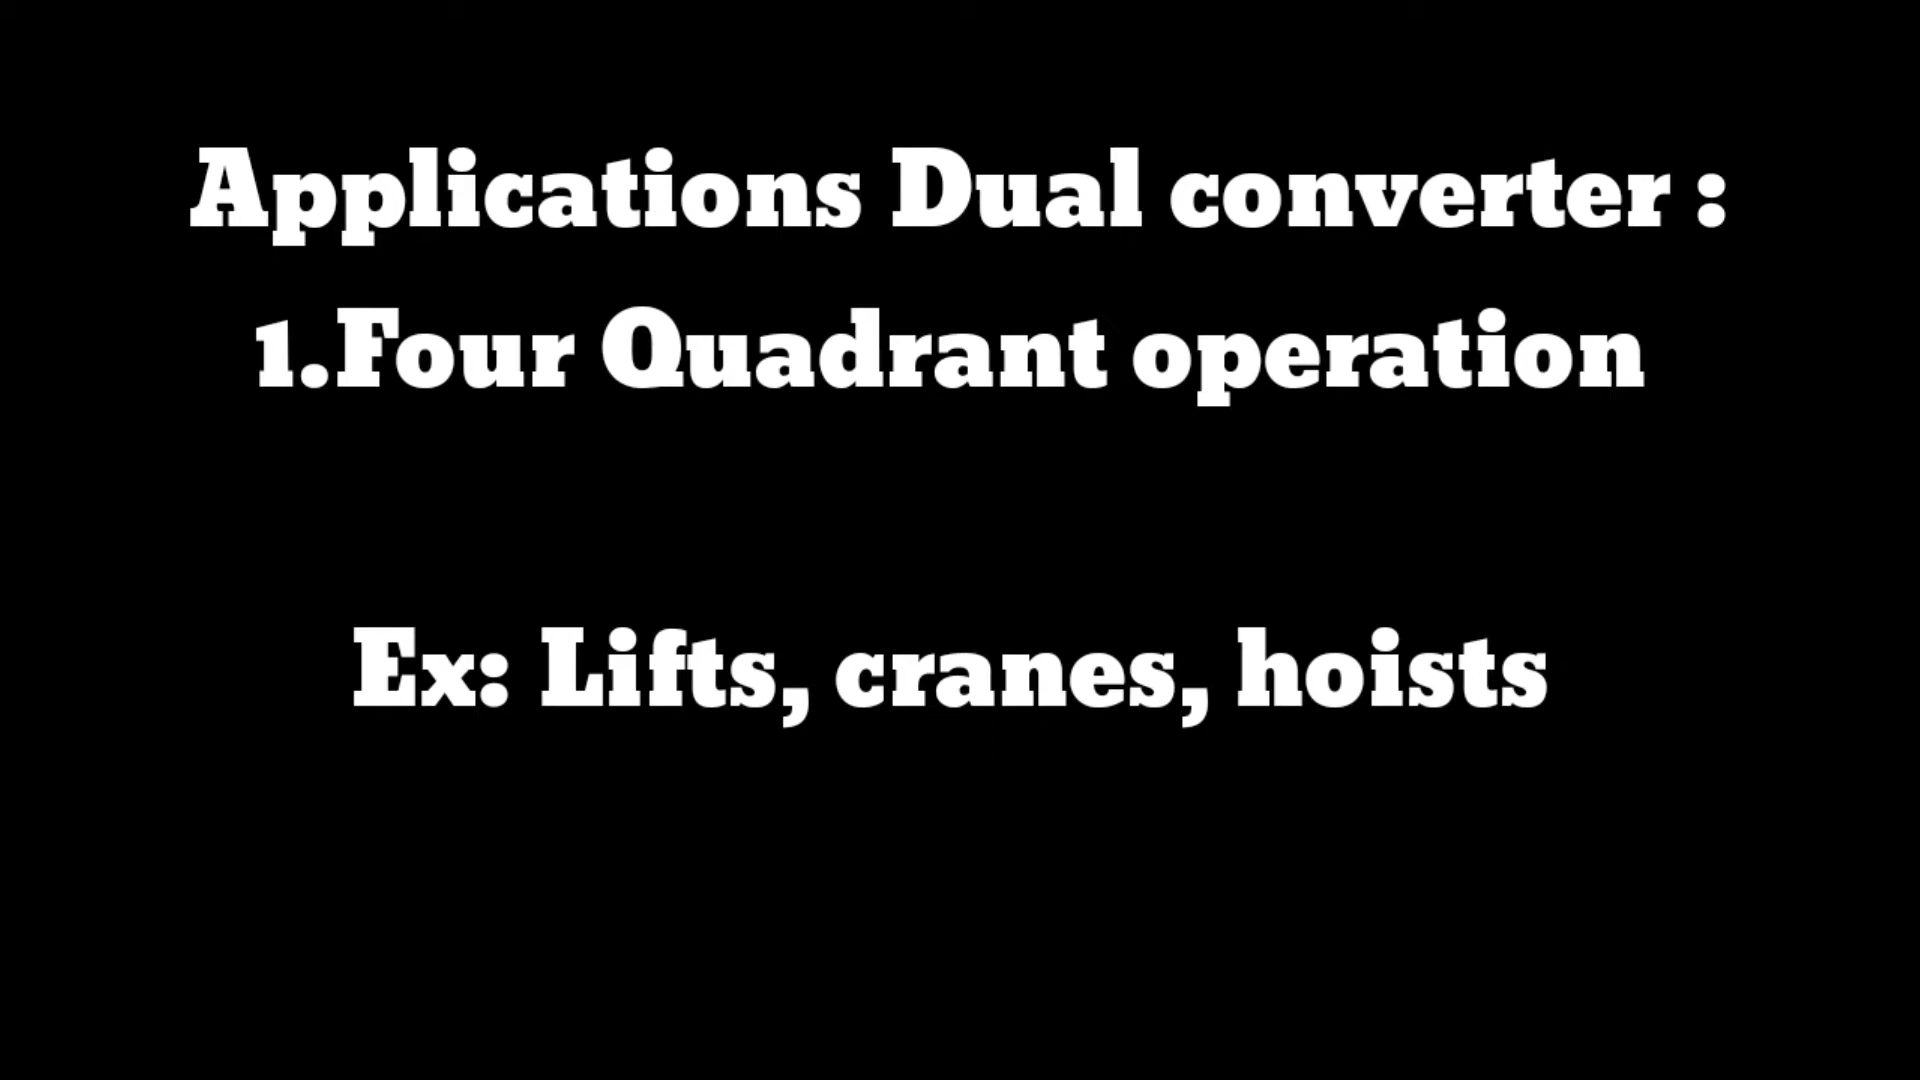 Applications Dual converter :
1.Four Quadrant operation
Ex: Lifts, cranes, hoists